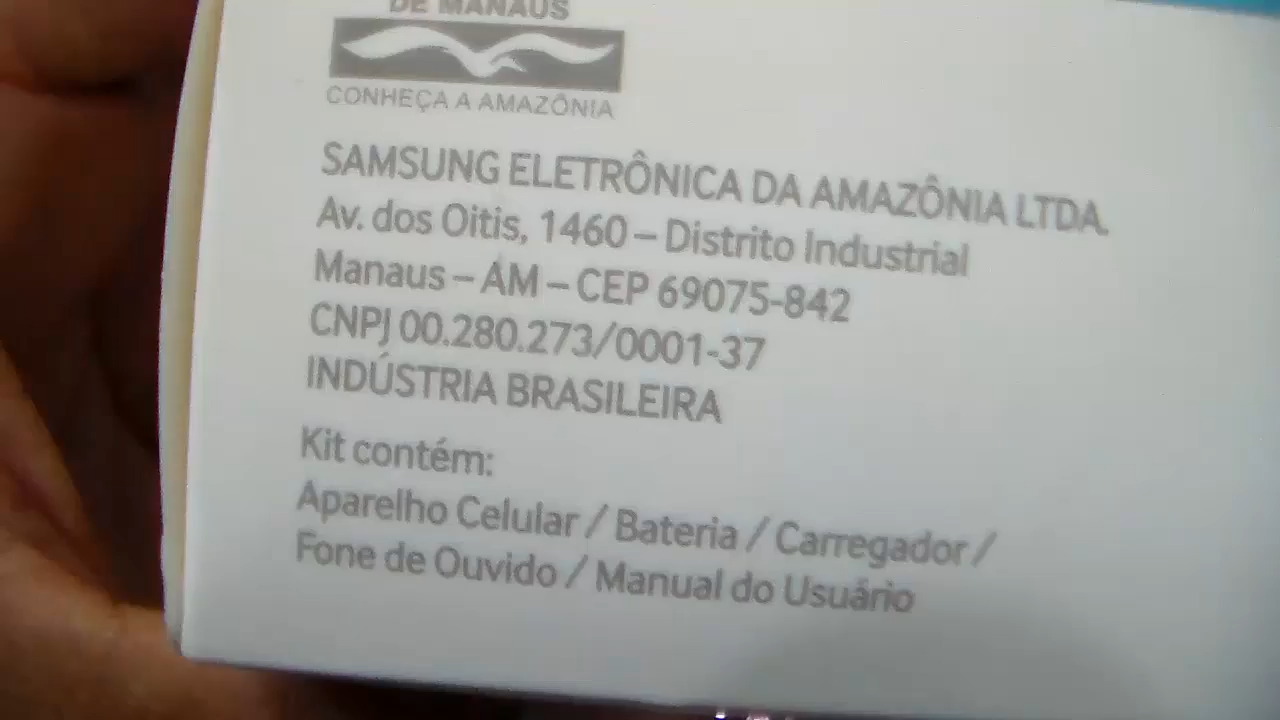 DE MANAUS
CONHEÇA A AMAZÔNIA
SAMSUNG ELETRÔNICA DA AMAZÔNIA LTDA.
Av. dos Oitis, 1460 – Distrito Industrial
Manaus – AM – CEP 69075-842
CNPJ 00.280.273/0001-37
INDÚSTRIA BRASILEIRA
Kit contém:
Aparelho Celular / Bateria / Carregador /
Fone de Ouvido / Manual do Usuário